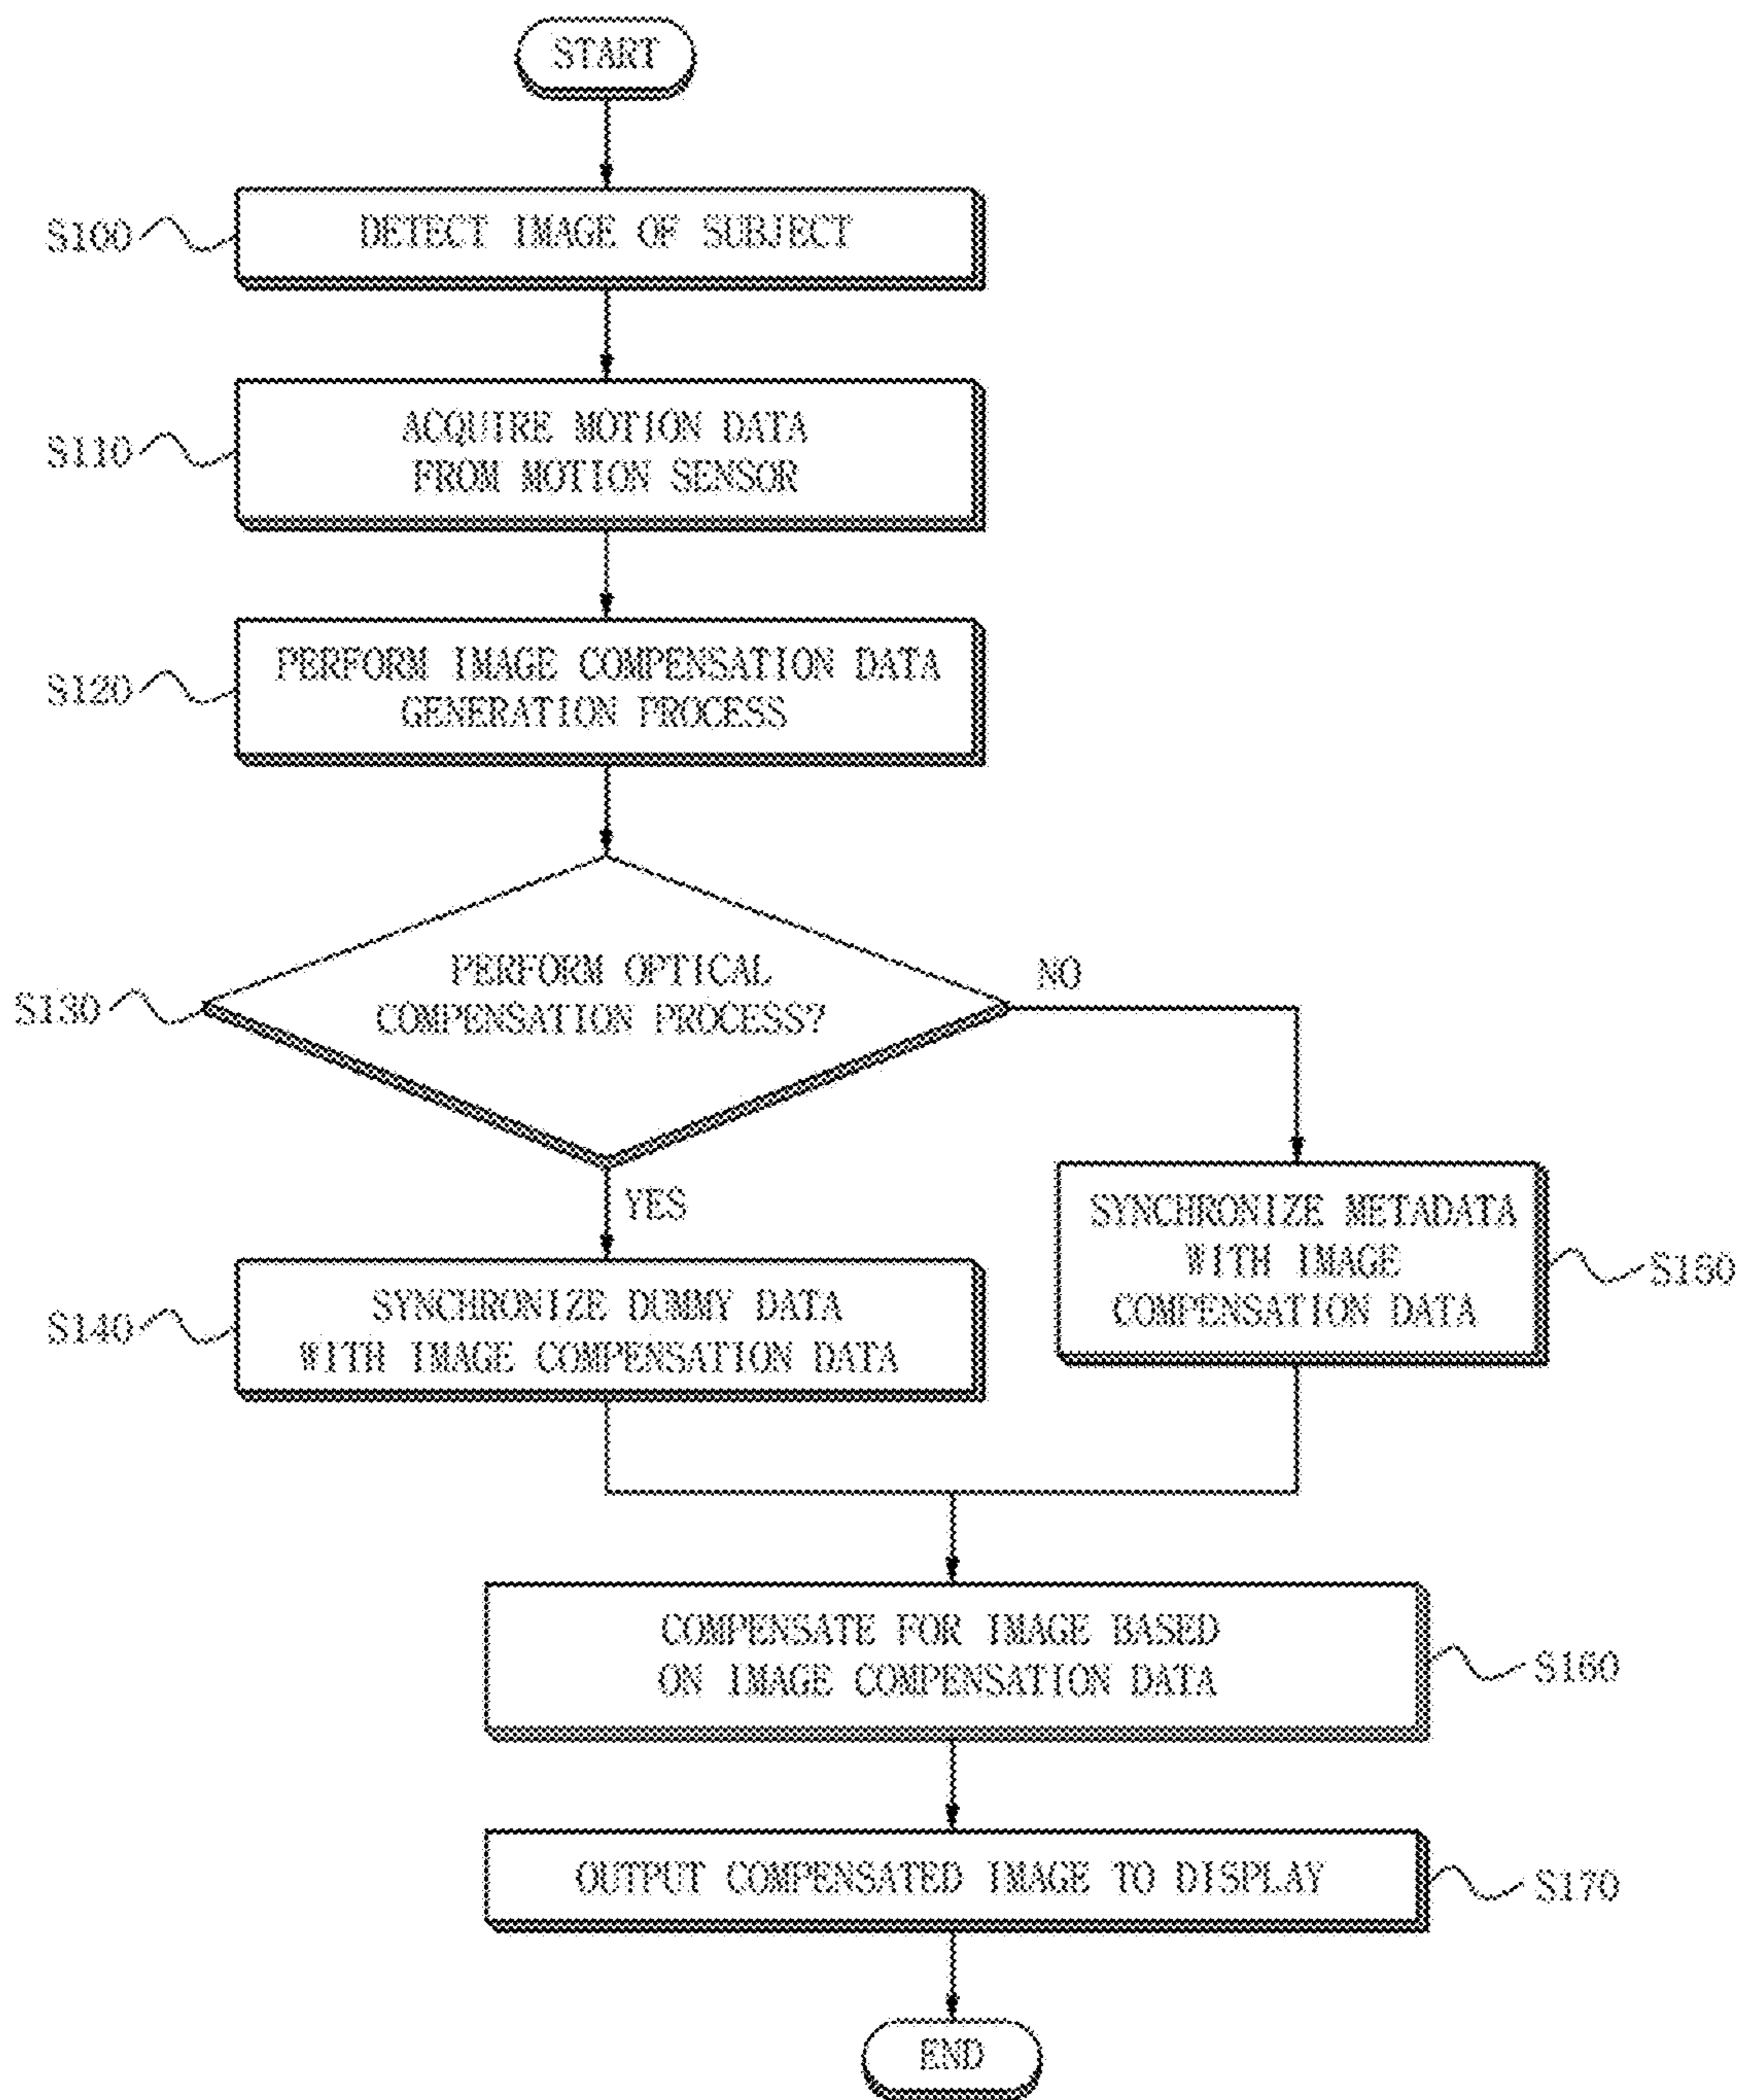 START
S100
DETECT IMAGE OF SUBJECT
S110
ACQUIRE MOTION DATA
FROM MOTION SENSOR
S120
PERFORM IMAGE COMPENSATION DATA
GENERATION PROCESS
S130
PERFORM OPTICAL
COMPENSATION PROCESS?
NO
YES
SYNCHRONIZE METADATA
WITH IMAGE
COMPENSATION DATA
S150
S140
SYNCHRONIZE DUMMY DATA
WITH IMAGE COMPENSATION DATA
COMPENSATE FOR IMAGE BASED
ON IMAGE COMPENSATION DATA
S160
OUTPUT COMPENSATED IMAGE TO DISPLAY
S170
END